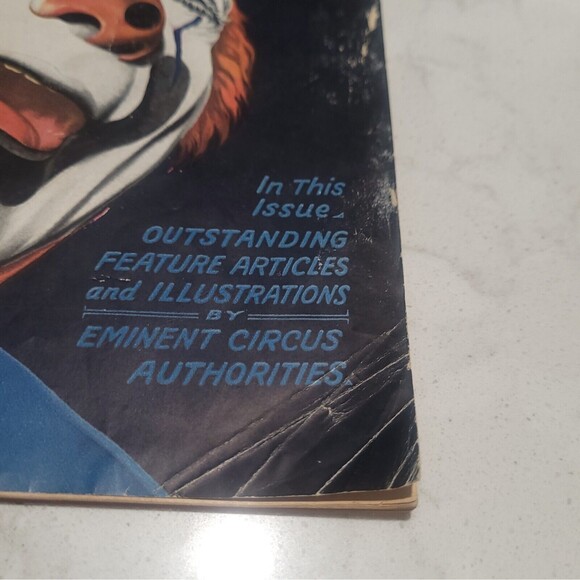 In This
Issue
OUTSTANDING
FEATURE ARTICLES
and ILLUSTRATIONS
BY
EMINENT CIRCUS
AUTHORITIES.